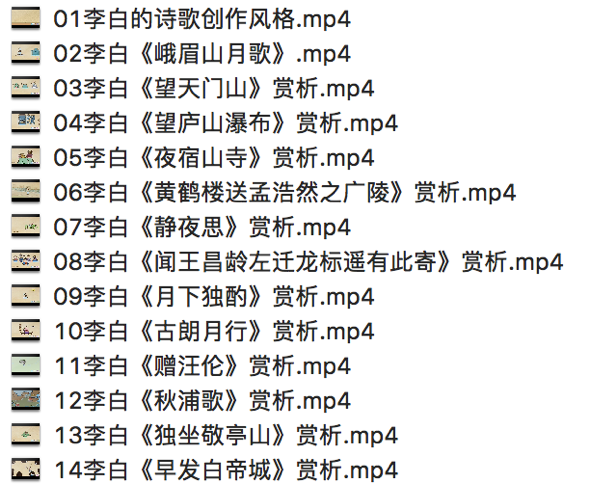 01李白的诗歌创作风格.mp4
02李白《峨眉山月歌》.mp4
03李白《望天门山》赏析.mp4
04李白《望庐山瀑布》赏析.mp4
05李白《夜宿山寺》赏析.mp4
06李白《黄鹤楼送孟浩然之广陵》赏析.mp4
07李白《静夜思》赏析.mp4
08李白《闻王昌龄左迁龙标遥有此寄》赏析.mp4
09李白《月下独酌》赏析.mp4
10李白《古朗月行》赏析.mp4
11李白《赠汪伦》赏析.mp4
12李白《秋浦歌》赏析.mp4
13李白《独坐敬亭山》赏析.mp4
14李白《早发白帝城》赏析.mp4